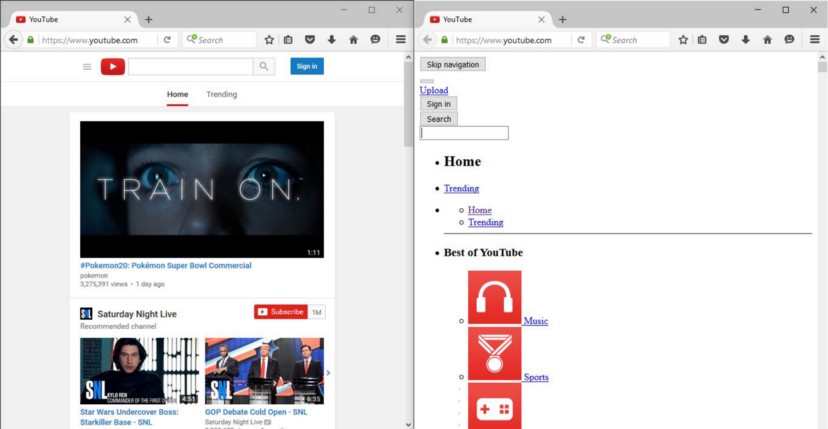 YouTube
https://www.youtube.com
Search
Sign in
Home Trending
TRAIN ON.
1:11
#Pokemon20: Pokémon Super Bowl Commercial
pokemon
3,275,391 views • 1 day ago
SNL Saturday Night Live
Subscribe 1M
Recommended channel
SNL KYLO REN
COMMANDER OF THE FIRST
4:51
SNL
6:35
Star Wars Undercover Boss:
Starkiller Base - SNL
GOP Debate Cold Open - SNL
Saturday Night Live
YouTube
https://www.youtube.com
Search
Skip navigation
Upload
Sign in
Search
Home
Trending
Home
Trending
Best of YouTube
Music
Sports